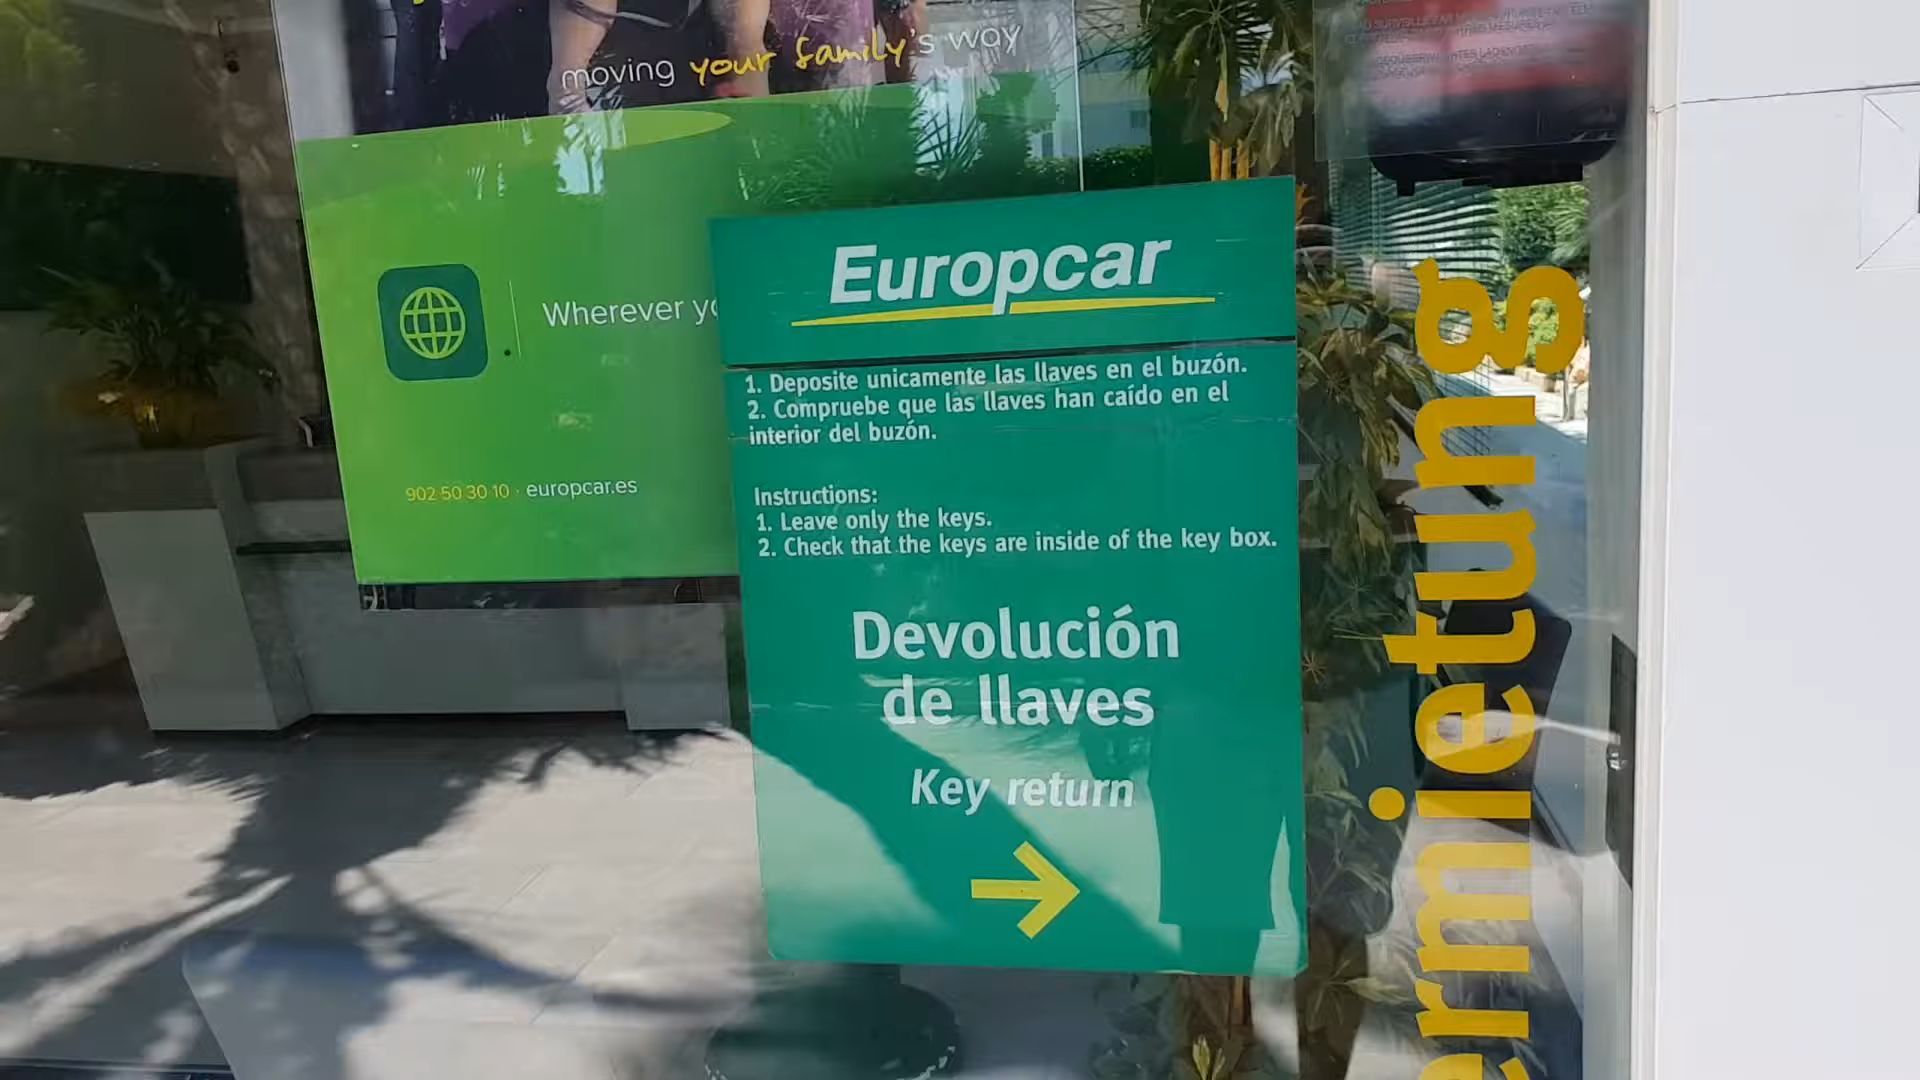 moving your family's way
Wherever
902 50 30 10 · europcar.es
Europcar
1. Deposite unicamente las llaves en el buzón.
2. Compruebe que las llaves han caído en el
interior del buzón.
Instructions:
1. Leave only the keys.
2. Check that the keys are inside of the key box.
Devolución
de llaves
Key return
ermietung